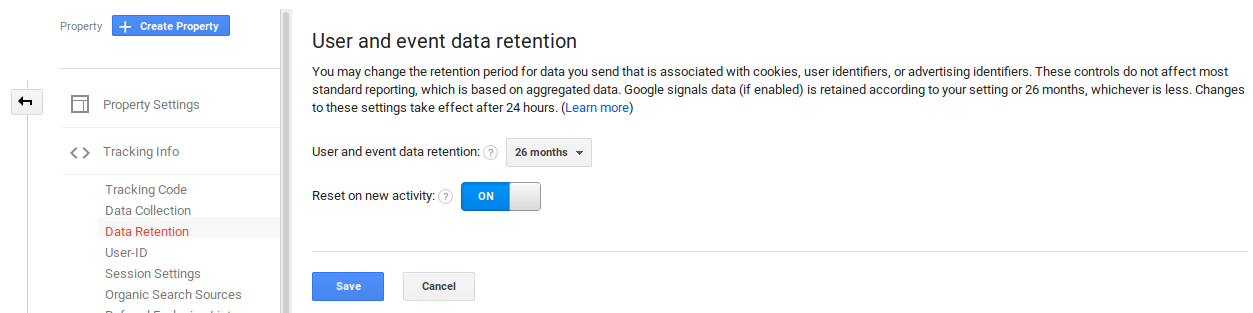 Property
Create Property
Property Settings
Tracking Info
Tracking Code
Data Collection
Data Retention
User-ID
Session Settings
Organic Search Sources
User and event data retention
You may change the retention period for data you send that is associated with cookies, user identifiers, or advertising identifiers. These controls do not affect most
standard reporting, which is based on aggregated data. Google signals data (if enabled) is retained according to your setting or 26 months, whichever is less. Changes
to these settings take effect after 24 hours. (Learn more)
User and event data retention: ? 26 months
Reset on new activity: ? ON
Save Cancel